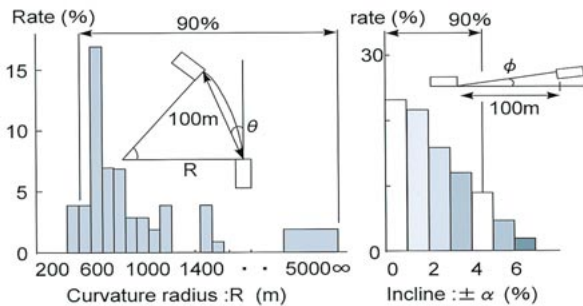 Rate (%)
90%
15
10
5
0
100m
θ
R
200 600 1000 1400 · · 5000∞
Curvature radius :R (m)
rate (%)
90%
30
0
ϕ
100m
0 2 4 6
Incline :± α (%)